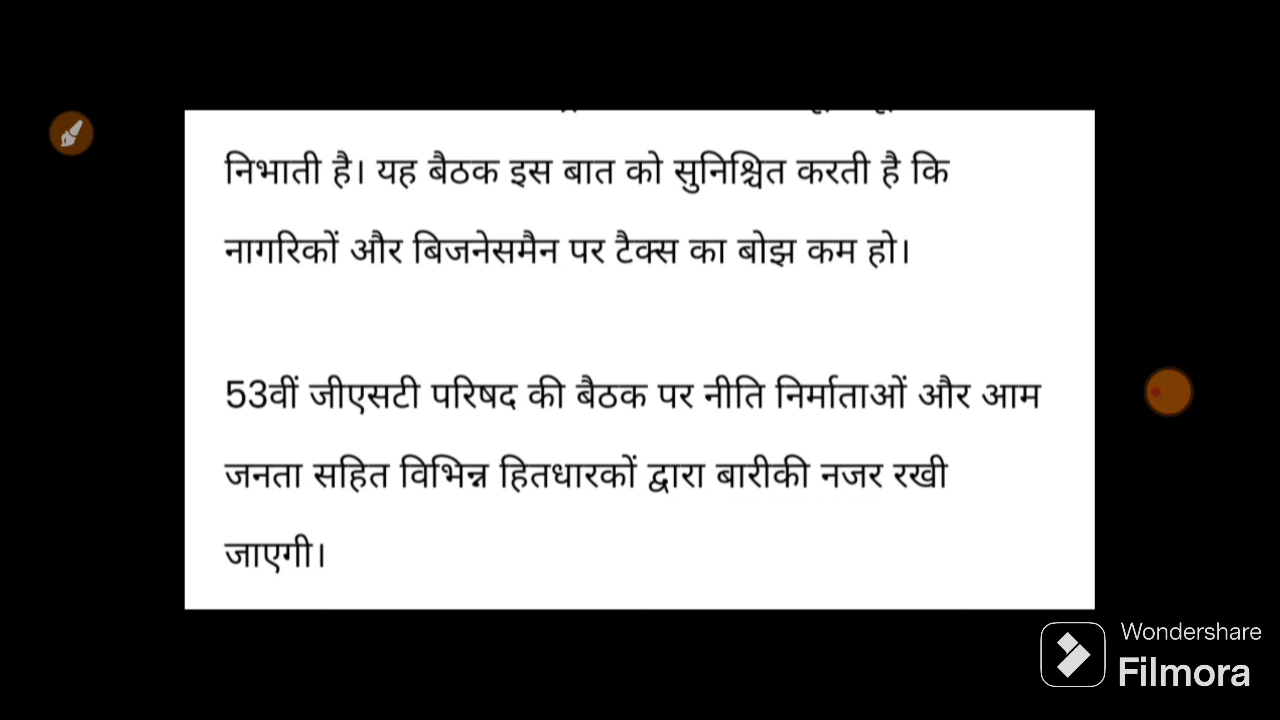 निभाती है। यह बैठक इस बात को सुनिश्चित करती है कि
नागरिकों और बिजनेसमैन पर टैक्स का बोझ कम हो।
53वीं जीएसटी परिषद की बैठक पर नीति निर्माताओं और आम
जनता सहित विभिन्न हितधारकों द्वारा बारीकी नजर रखी
जाएगी।
Wondershare
Filmora